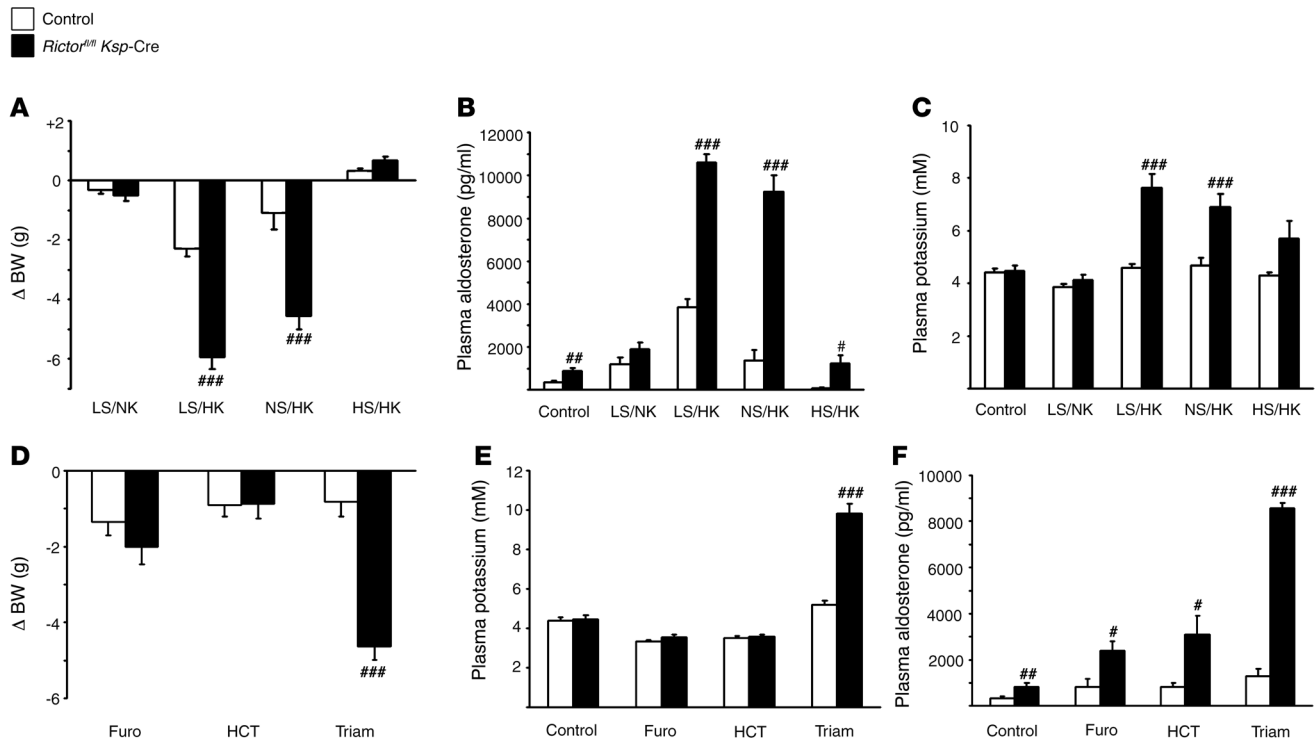 Control
Rictorfl/fl Ksp-Cre
A
+2
0
-2
-4
-6
Δ BW (g)
###
###
LS/NK LS/HK NS/HK HS/HK
B
12000
10000
8000
6000
4000
2000
Plasma aldosterone (pg/ml)
##
###
###
#
Control LS/NK LS/HK NS/HK HS/HK
C
10
8
6
4
2
Plasma potassium (mM)
###
###
Control LS/NK LS/HK NS/HK HS/HK
D
0
-2
-4
-6
Δ BW (g)
###
Furo HCT Triam
E
12
10
8
6
4
2
Plasma potassium (mM)
###
Control Furo HCT Triam
F
10000
8000
6000
4000
2000
Plasma aldosterone (pg/ml)
##
#
#
###
Control Furo HCT Triam